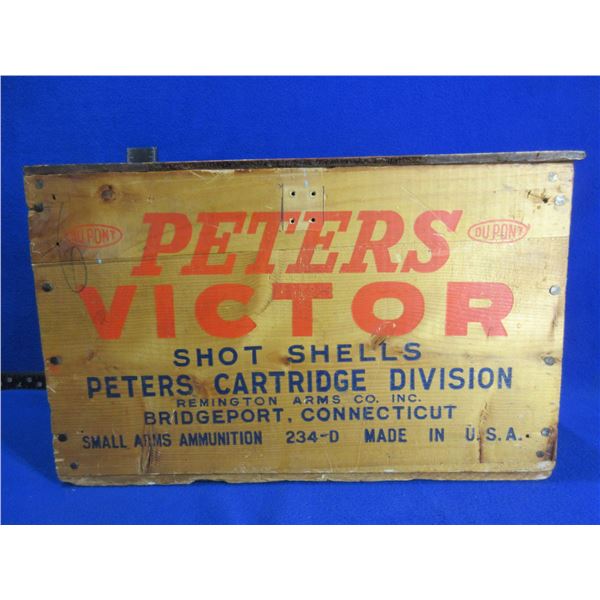 PETERS
DU PONT DU PONT
VICTOR
SHOT SHELLS
PETERS CARTRIDGE DIVISION
REMINGTON ARMS CO. INC.
BRIDGEPORT, CONNECTICUT
SMALL ARMS AMMUNITION 234-D MADE IN U.S.A.